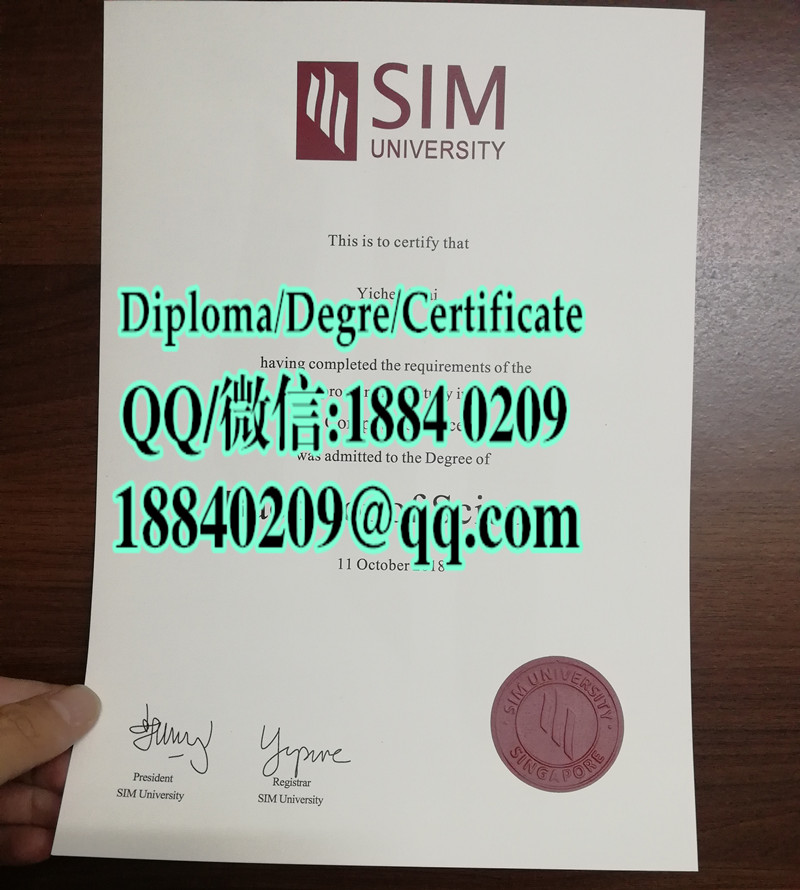 SIM
UNIVERSITY
This is to certify that
Diploma/Degre/Certificate
having completed the requirements of the
QQ/微信:1884 0209
was admitted to the Degree of
18840209@qq.com
11 October
President
SIM University
Registrar
SIM University
SIM UNIVERSITY
SINGAPORE